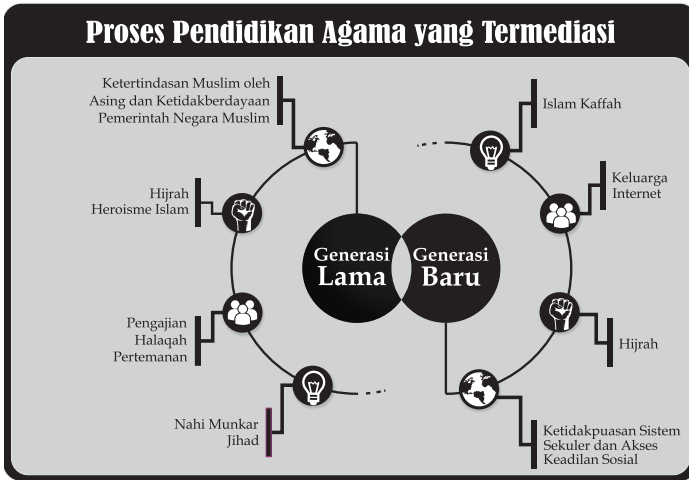 Proses Pendidikan Agama yang Termediasi
Ketertindasan Muslim oleh
Asing dan Ketidakberdayaan
Pemerintah Negara Muslim
Hijrah
Heroisme Islam
Pengajian
Halaqah
Pertemanan
Nahi Munkar
Jihad
Generasi
Lama
Generasi
Baru
Islam Kaffah
Keluarga
Internet
Hijrah
Ketidakpuasan Sistem
Sekuler dan Akses
Keadilan Sosial